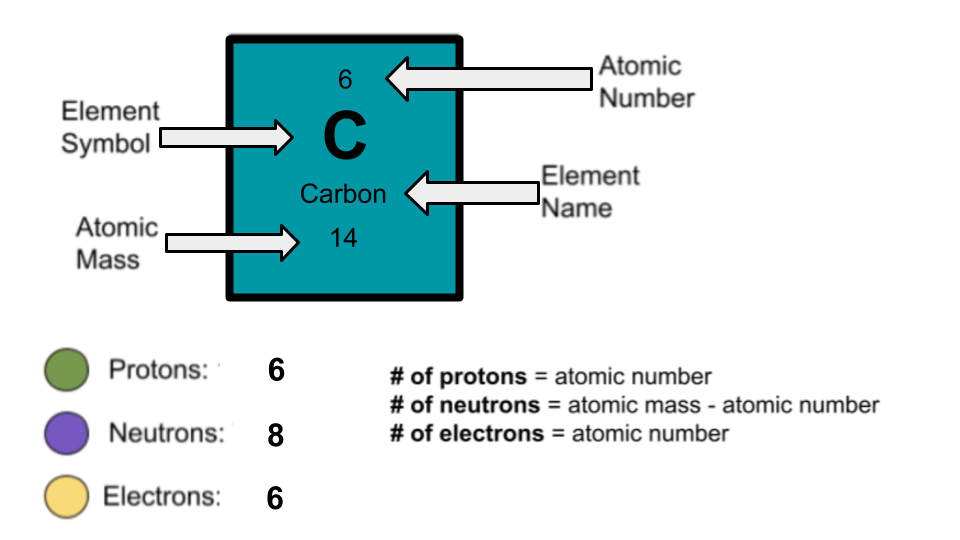 6
Atomic
Number
Element
Symbol
C
Carbon
Element
Name
Atomic
Mass
14
Protons: 6
# of protons = atomic number
# of neutrons = atomic mass - atomic number
# of electrons = atomic number
Neutrons: 8
Electrons: 6